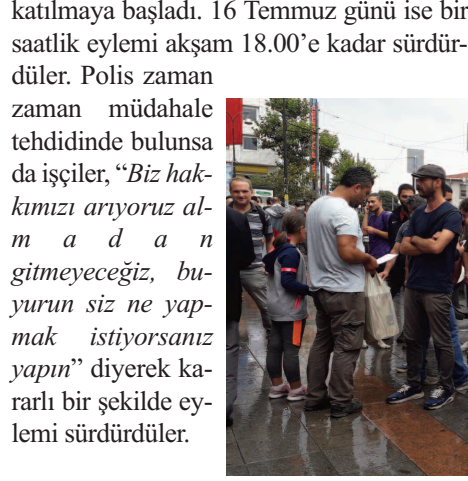 katılmaya başladı. 16 Temmuz günü ise bir
saatlik eylemi akşam 18.00’e kadar sürdür-
düler. Polis zaman
zaman müdahale
tehdidinde bulunsa
da işçiler, “Biz hak-
kımızı arıyoruz al-
m a d a n
gitmeyeceğiz, bu-
yurun siz ne yap-
mak istiyorsanız
yapın” diyerek ka-
rarlı bir şekilde ey-
lemi sürdürdüler.